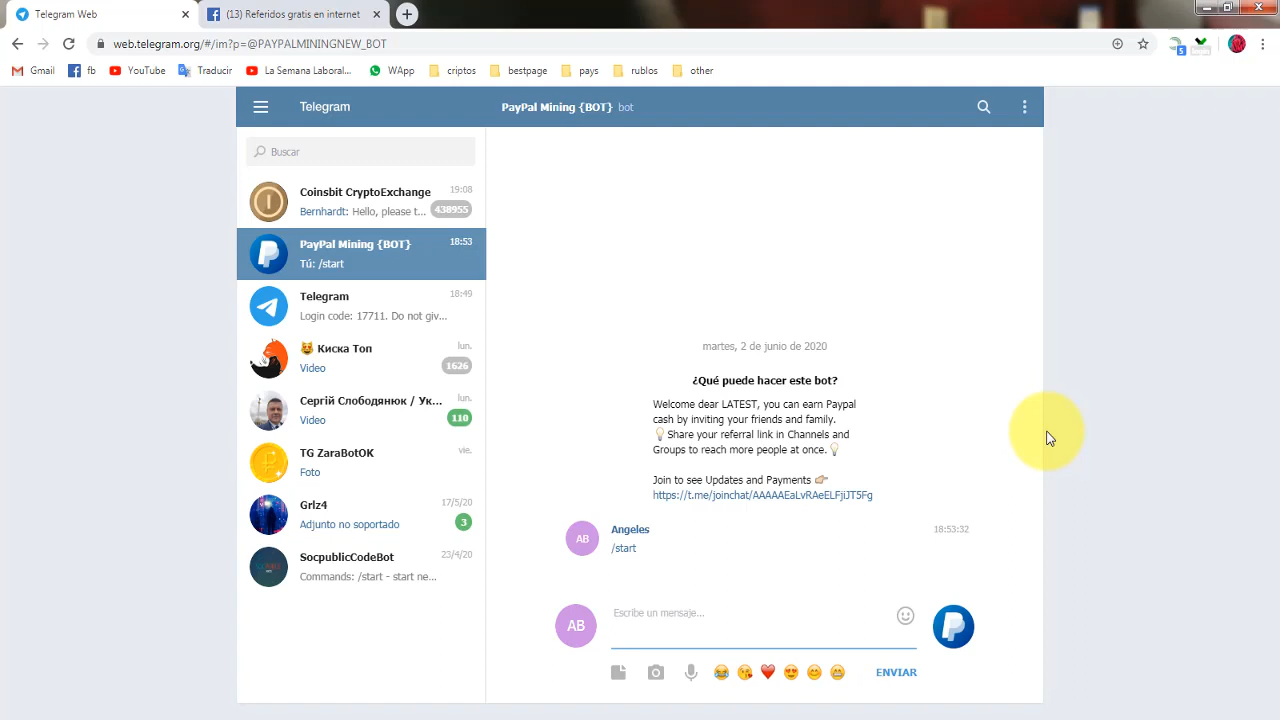 Telegram Web
(13) Referidos gratis en internet
web.telegram.org/#/im?p=@PAYPALMININGNEW_BOT
5
Gmail
fb
YouTube
Traducir
La Semana Laboral...
WApp
criptos
bestpage
pays
rublos
other
Telegram
PayPal Mining {BOT} bot
Buscar
Coinsbit CryptoExchange 19:08
Bernhardt: Hello, please t... 438955
PayPal Mining {BOT} 18:53
Tú: /start
Telegram 18:49
Login code: 17711. Do not giv...
Киска Топ lun.
Video 1626
Сергій Слободянюк / Ук... lun.
Video 110
TG ZaraBotOK vie.
Foto
Grlz4 17/5/20
Adjunto no soportado 3
SocpublicCodeBot 23/4/20
Commands: /start - start ne...
martes, 2 de junio de 2020
¿Qué puede hacer este bot?
Welcome dear LATEST, you can earn Paypal
cash by inviting your friends and family.
💡Share your referral link in Channels and
Groups to reach more people at once.💡
Join to see Updates and Payments 👉
https://t.me/joinchat/AAAAAEaLvRAeELFjiJT5Fg
AB
Angeles 18:53:32
/start
AB
Escribe un mensaje...
ENVIAR